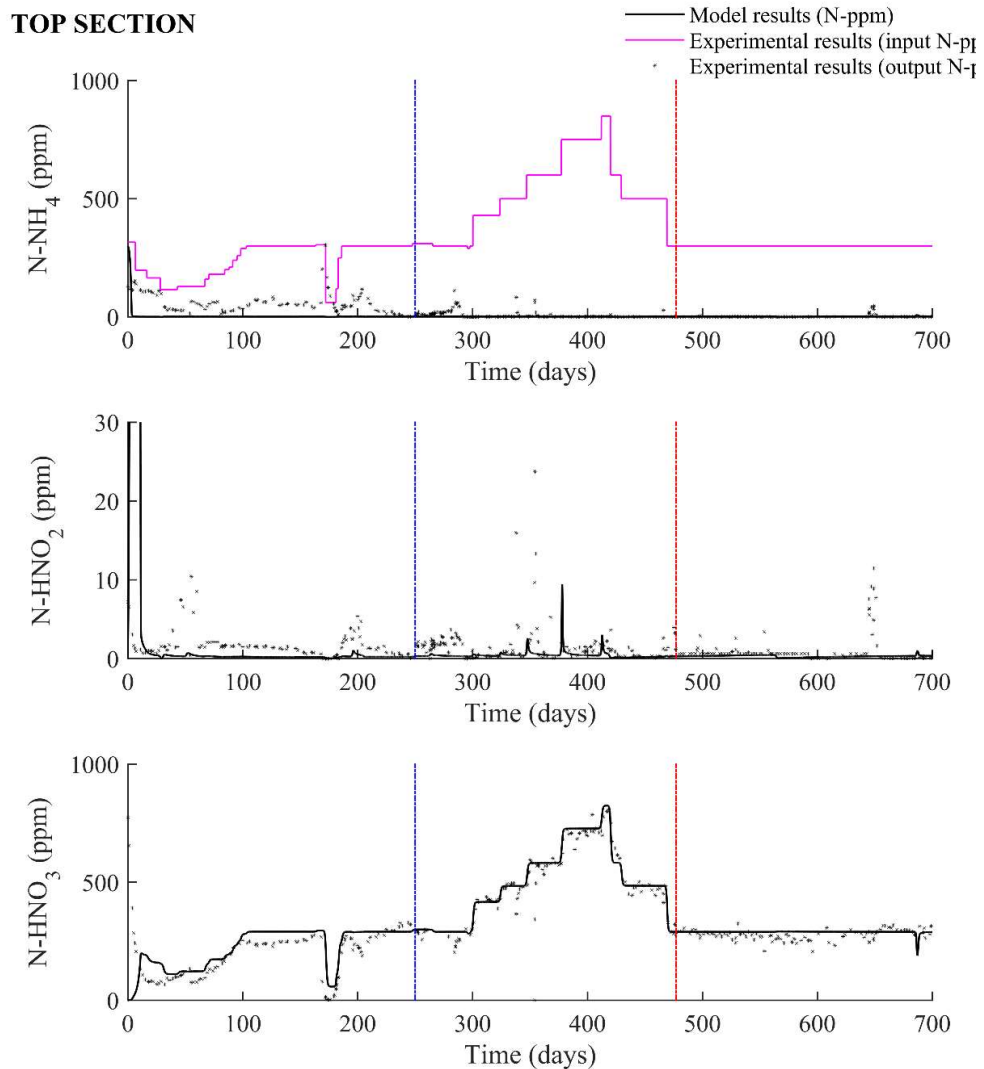 TOP SECTION
Model results (N-ppm)
Experimental results (input N-pp
Experimental results (output N-p
1000
500
0
N-NH4 (ppm)
0 100 200 300 400 500 600 700
Time (days)
30
20
10
0
N-HNO2 (ppm)
0 100 200 300 400 500 600 700
Time (days)
1000
500
0
N-HNO3 (ppm)
0 100 200 300 400 500 600 700
Time (days)